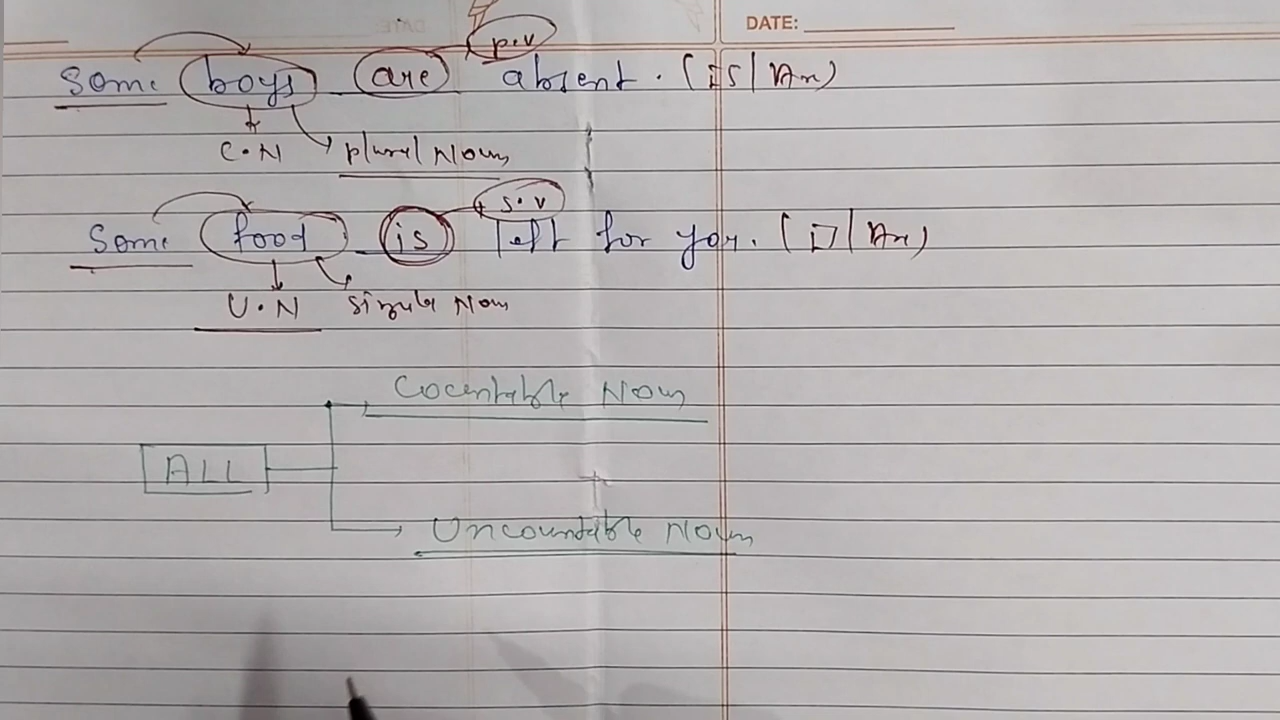 DATE:
p.v
Some boys are absent. (is/are)
C.N plural Noun
s.v
Some food is left for you. (is/are)
U.N singular Noun
Countable Noun
ALL
Uncountable Noun